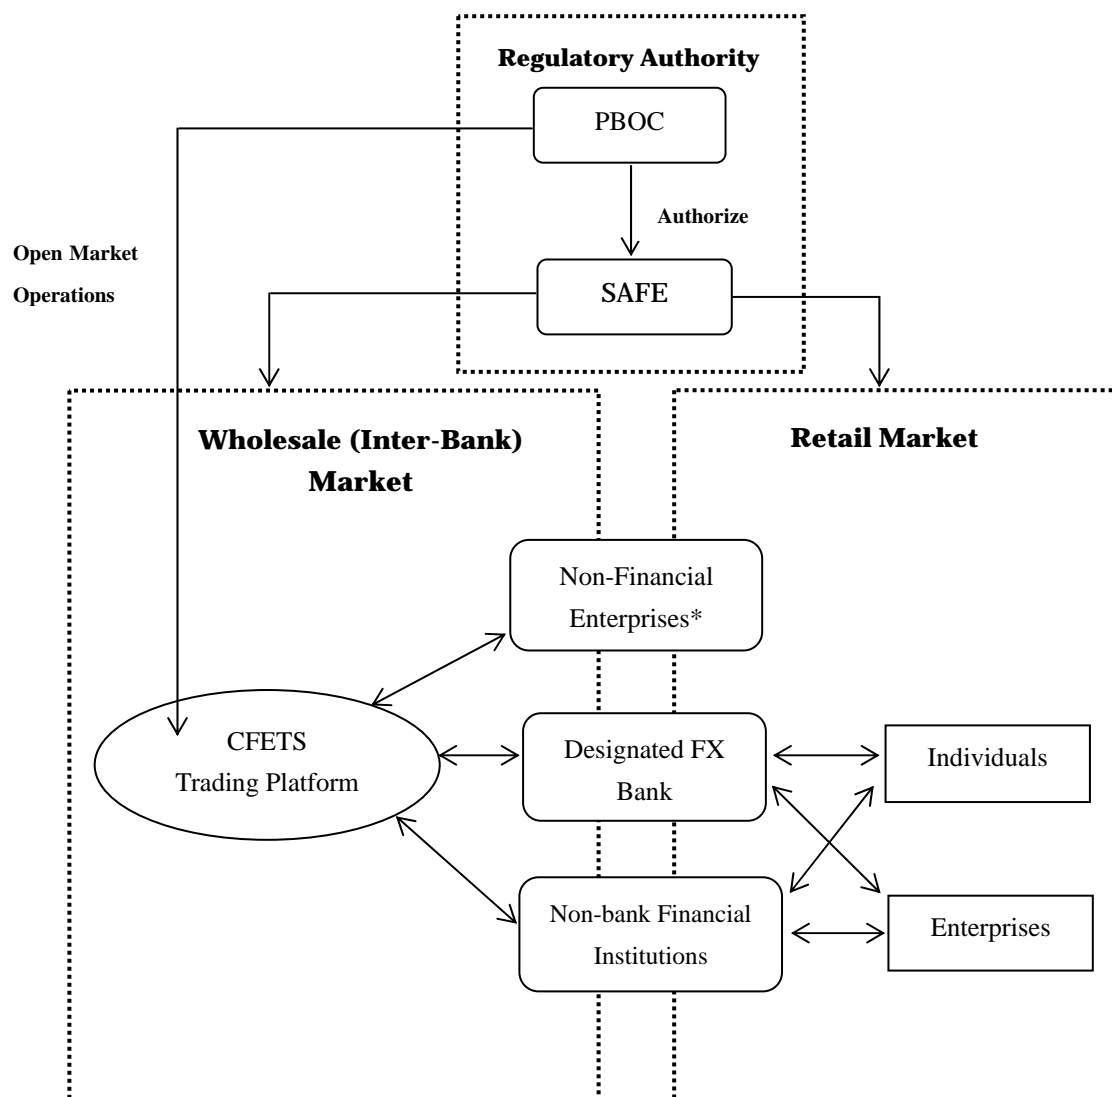 Regulatory Authority
PBOC
Authorize
Open Market
Operations
SAFE
Wholesale (Inter-Bank)
Market
Retail Market
Non-Financial
Enterprises*
CFETS
Trading Platform
Designated FX
Bank
Individuals
Non-bank Financial
Institutions
Enterprises